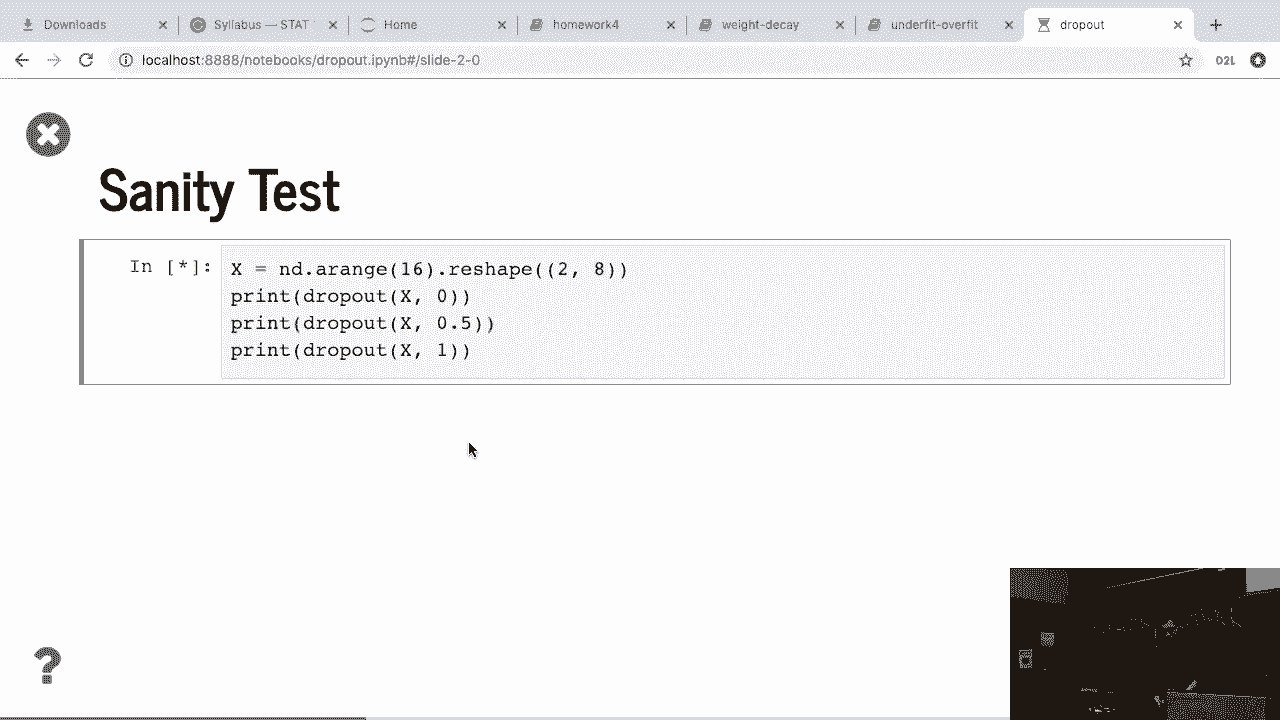 Downloads
Syllabus — STAT
Home
homework4
weight-decay
underfit-overfit
dropout
localhost:8888/notebooks/dropout.ipynb#/slide-2-0
D2L
Sanity Test
In [*]:
X = nd.arange(16).reshape((2, 8))
print(dropout(X, 0))
print(dropout(X, 0.5))
print(dropout(X, 1))
?